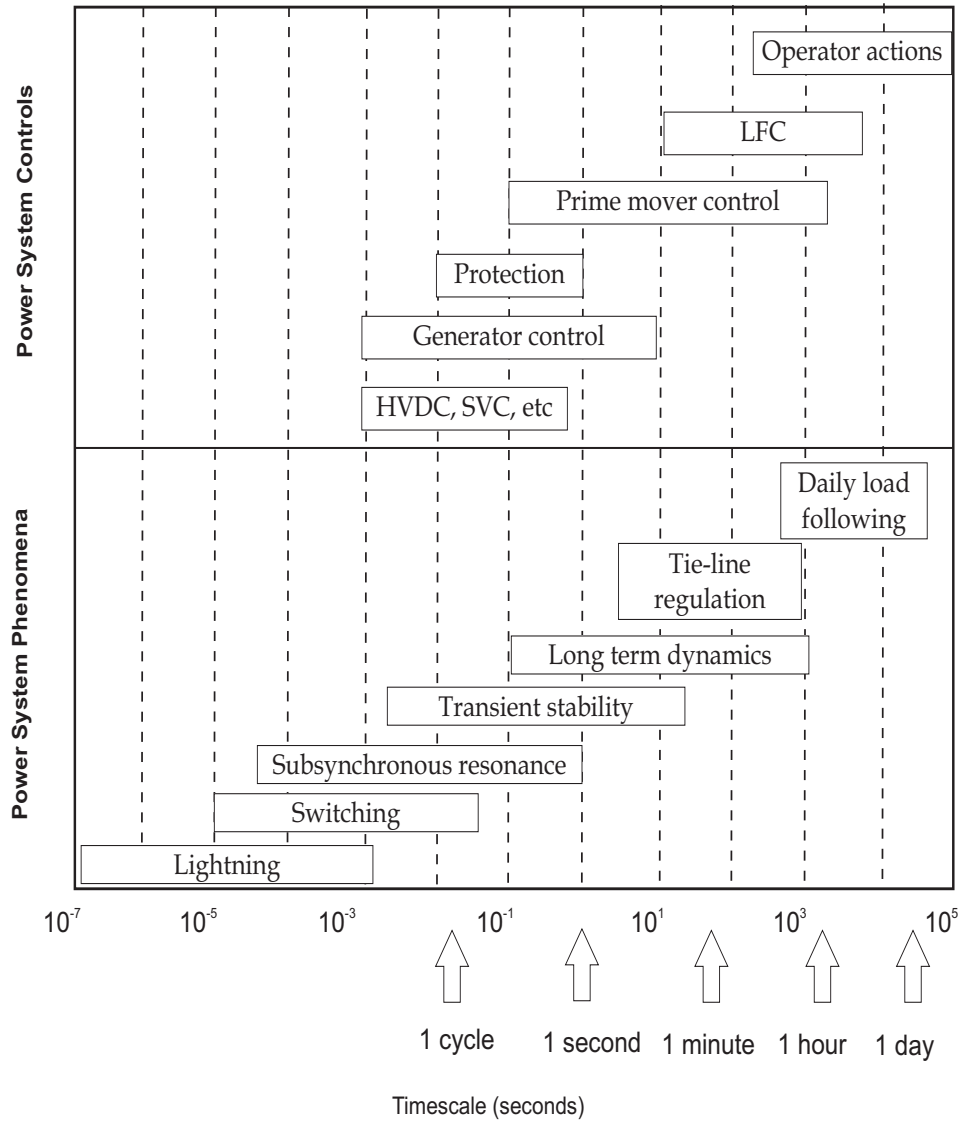 Power System Controls
Operator actions
LFC
Prime mover control
Protection
Generator control
HVDC, SVC, etc
Power System Phenomena
Daily load
following
Tie-line
regulation
Long term dynamics
Transient stability
Subsynchronous resonance
Switching
Lightning
10⁻⁷ 10⁻⁵ 10⁻³ 10⁻¹ 10¹ 10³ 10⁵
1 cycle 1 second 1 minute 1 hour 1 day
Timescale (seconds)